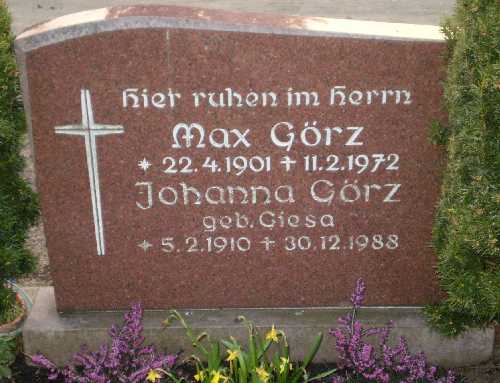 hier ruhen im Herrn
Max Görz
* 22.4.1901 + 11.2.1972
Johanna Görz
geb. Giesa
* 5.2.1910 + 30.12.1988